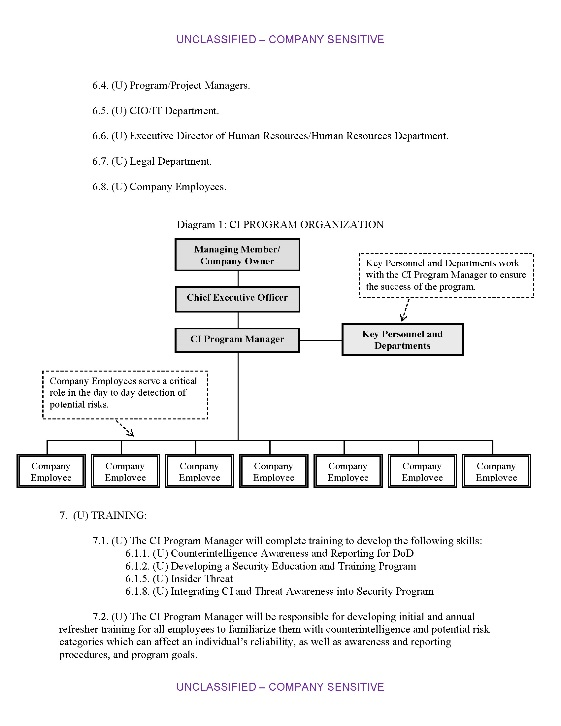 UNCLASSIFIED – COMPANY SENSITIVE
6.4. (U) Program/Project Managers.
6.5. (U) CIO/IT Department.
6.6. (U) Executive Director of Human Resources/Human Resources Department.
6.7. (U) Legal Department.
6.8. (U) Company Employees.
Diagram 1: CI PROGRAM ORGANIZATION
Managing Member/
Company Owner
Key Personnel and Departments work
with the CI Program Manager to ensure
the success of the program.
Chief Executive Officer
CI Program Manager
Key Personnel and
Departments
Company Employees serve a critical
role in the day to day detection of
potential risks.
Company
Employee
Company
Employee
Company
Employee
Company
Employee
Company
Employee
Company
Employee
Company
Employee
7. (U) TRAINING:
7.1. (U) The CI Program Manager will complete training to develop the following skills:
6.1.1. (U) Counterintelligence Awareness and Reporting for DoD
6.1.2. (U) Developing a Security Education and Training Program
6.1.5. (U) Insider Threat
6.1.8. (U) Integrating CI and Threat Awareness into Security Program
7.2. (U) The CI Program Manager will be responsible for developing initial and annual
refresher training for all employees to familiarize them with counterintelligence and potential risk
categories which can affect an individual's reliability, as well as awareness and reporting
procedures, and program goals.
UNCLASSIFIED – COMPANY SENSITIVE